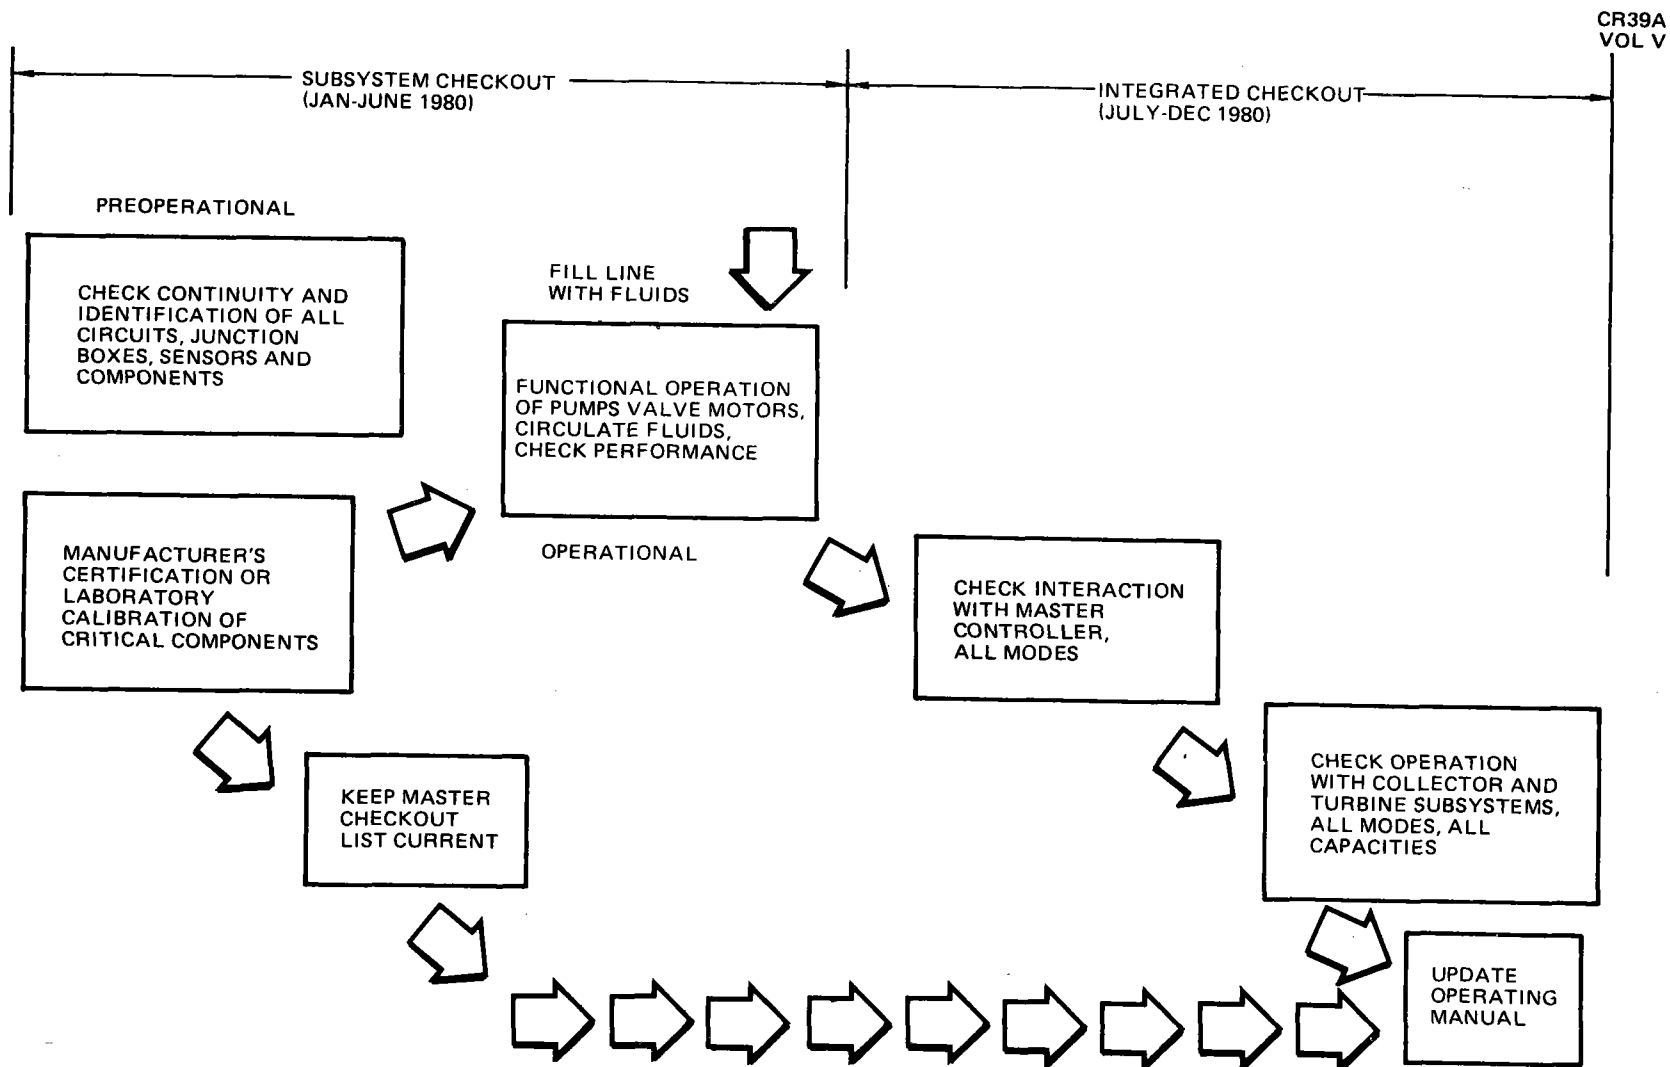 CR39A
VOL V
SUBSYSTEM CHECKOUT
(JAN-JUNE 1980)
INTEGRATED CHECKOUT
(JULY-DEC 1980)
PREOPERATIONAL
CHECK CONTINUITY AND
IDENTIFICATION OF ALL
CIRCUITS, JUNCTION
BOXES, SENSORS AND
COMPONENTS
FILL LINE
WITH FLUIDS
FUNCTIONAL OPERATION
OF PUMPS VALVE MOTORS,
CIRCULATE FLUIDS,
CHECK PERFORMANCE
OPERATIONAL
MANUFACTURER'S
CERTIFICATION OR
LABORATORY
CALIBRATION OF
CRITICAL COMPONENTS
CHECK INTERACTION
WITH MASTER
CONTROLLER,
ALL MODES
KEEP MASTER
CHECKOUT
LIST CURRENT
CHECK OPERATION
WITH COLLECTOR AND
TURBINE SUBSYSTEMS,
ALL MODES, ALL
CAPACITIES
UPDATE
OPERATING
MANUAL